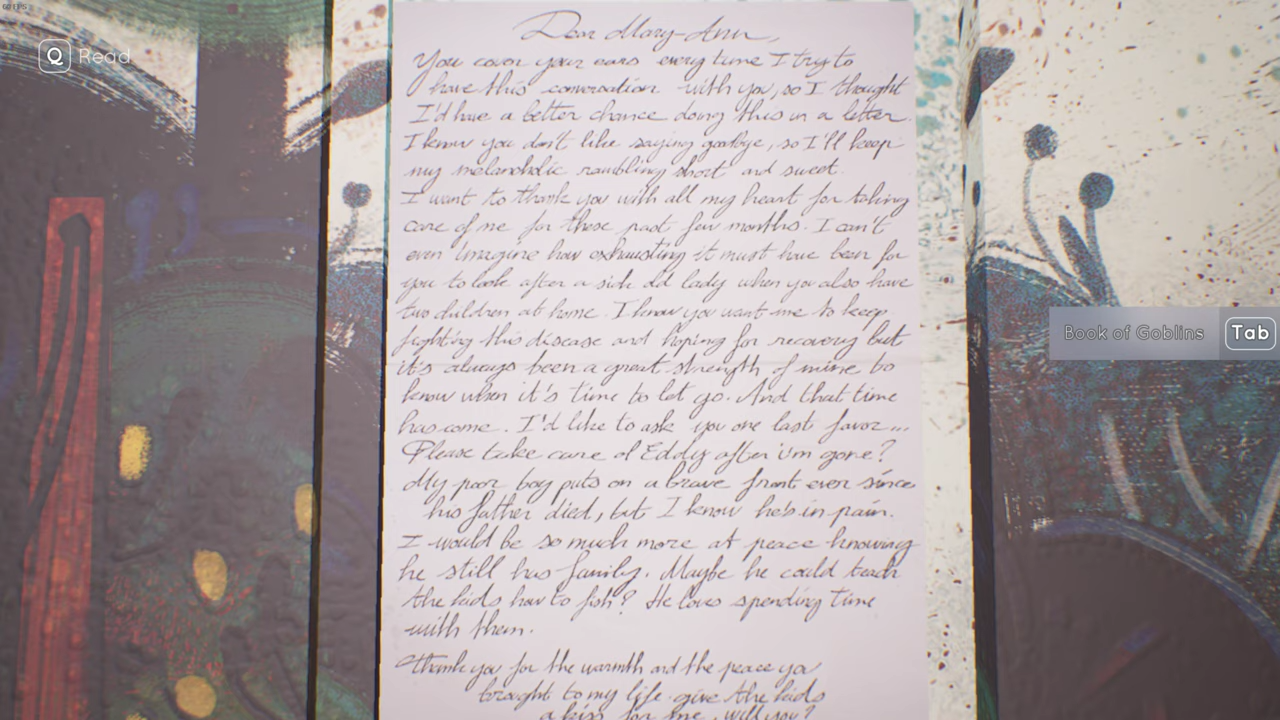 60 FPS
Q Read
Dear Mary-Ann,
You cover your ears everytime I try to
have this conversation with you, so I thought
I'd have a better chance doing this in a letter.
I know you don't like saying goodbye, so I'll keep
my melancholic rambling short and sweet.
I want to thank you with all my heart for taking
care of me for these past few months. I can't
even imagine how exhausting it must have been for
you to look after a sick old lady when you also have
two children at home. I know you want me to keep
fighting this disease and hoping for recovery but
it's always been a great strength of mine to
know when it's time to let go. And that time
has come. I'd like to ask you one last favor...
Please take care of Eddy after i'm gone?
My poor boy puts on a brave front ever since
his father died, but I know he's in pain.
I would be so much more at peace knowing
he still has family. Maybe he could teach
the kids how to fish? He loves spending time
with them.
Thank you for the warmth and the peace you
brought to my life. give the kids
a kiss for me, will you?
Book of Goblins Tab